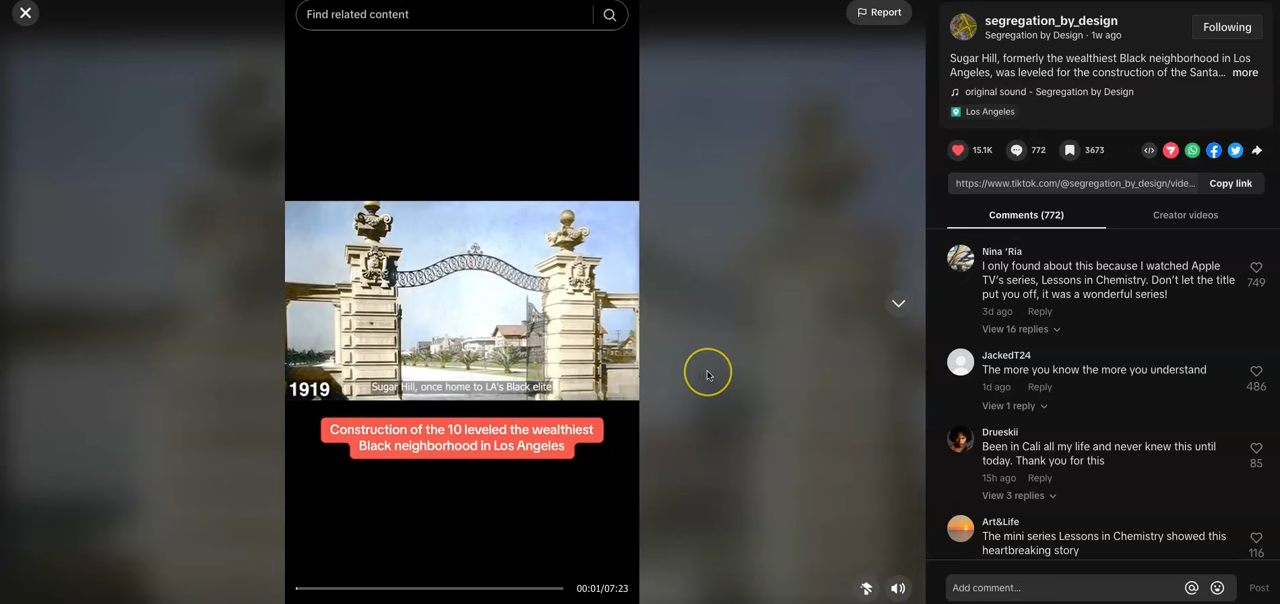 Find related content
Report
1919
Sugar Hill, once home to LA's Black elite
Construction of the 10 leveled the wealthiest
Black neighborhood in Los Angeles
00:01/07:23
segregation_by_design
Segregation by Design · 1w ago
Following
Sugar Hill, formerly the wealthiest Black neighborhood in Los
Angeles, was leveled for the construction of the Santa... more
original sound - Segregation by Design
Los Angeles
15.1K
772
3673
https://www.tiktok.com/@segregation_by_design/vide...
Copy link
Comments (772)
Creator videos
Nina 'Ria
I only found about this because I watched Apple
TV's series, Lessons in Chemistry. Don't let the title
put you off, it was a wonderful series!
749
3d ago Reply
View 16 replies
JackedT24
The more you know the more you understand
486
1d ago Reply
View 1 reply
Drueskii
Been in Cali all my life and never knew this until
today. Thank you for this
85
15h ago Reply
View 3 replies
Art&Life
The mini series Lessons in Chemistry showed this
heartbreaking story
116
Add comment...
Post